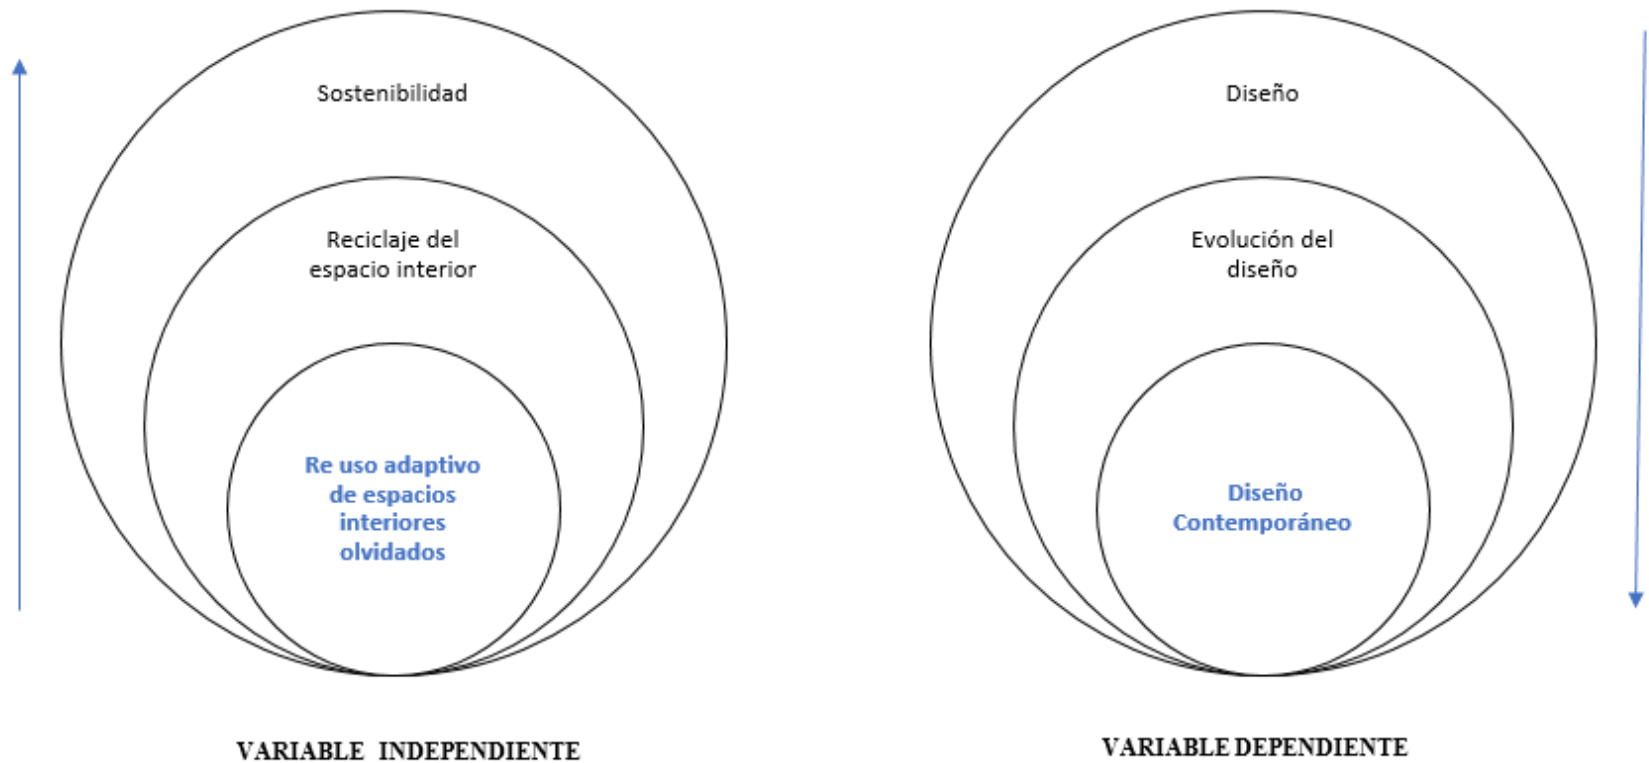 Sostenibilidad
Reciclaje del
espacio interior
Re uso adaptivo
de espacios
interiores
olvidados
VARIABLE INDEPENDIENTE
Diseño
Evolución del
diseño
Diseño
Contemporáneo
VARIABLE DEPENDIENTE